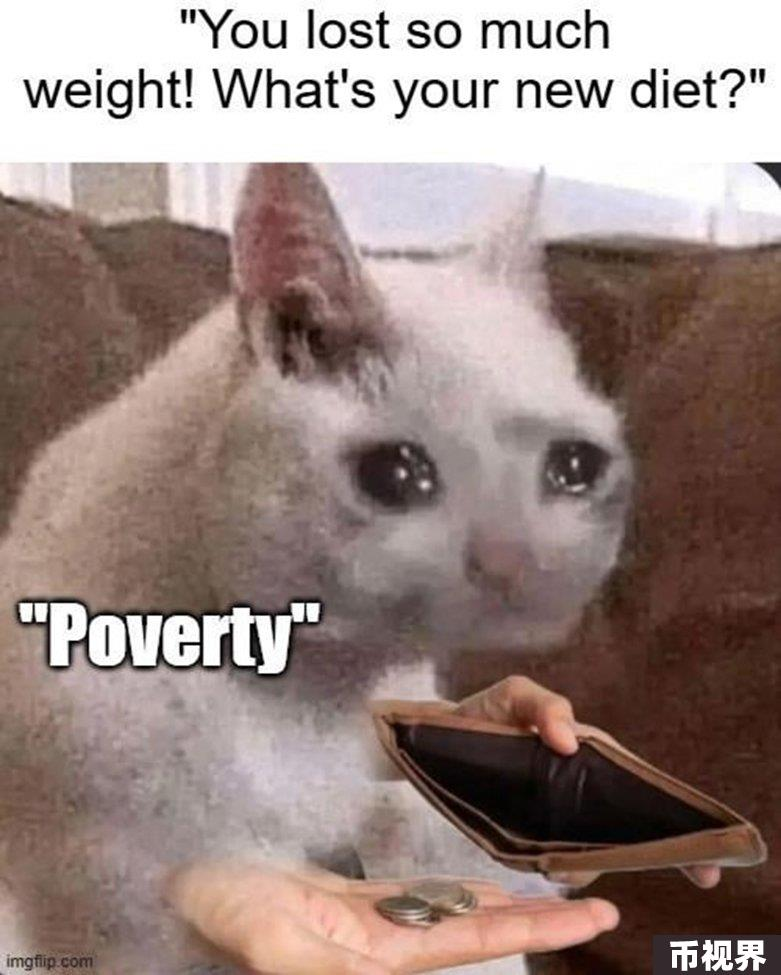 "You lost so much
weight! What's your new diet?"
"Poverty"
imgflip.com
币视界